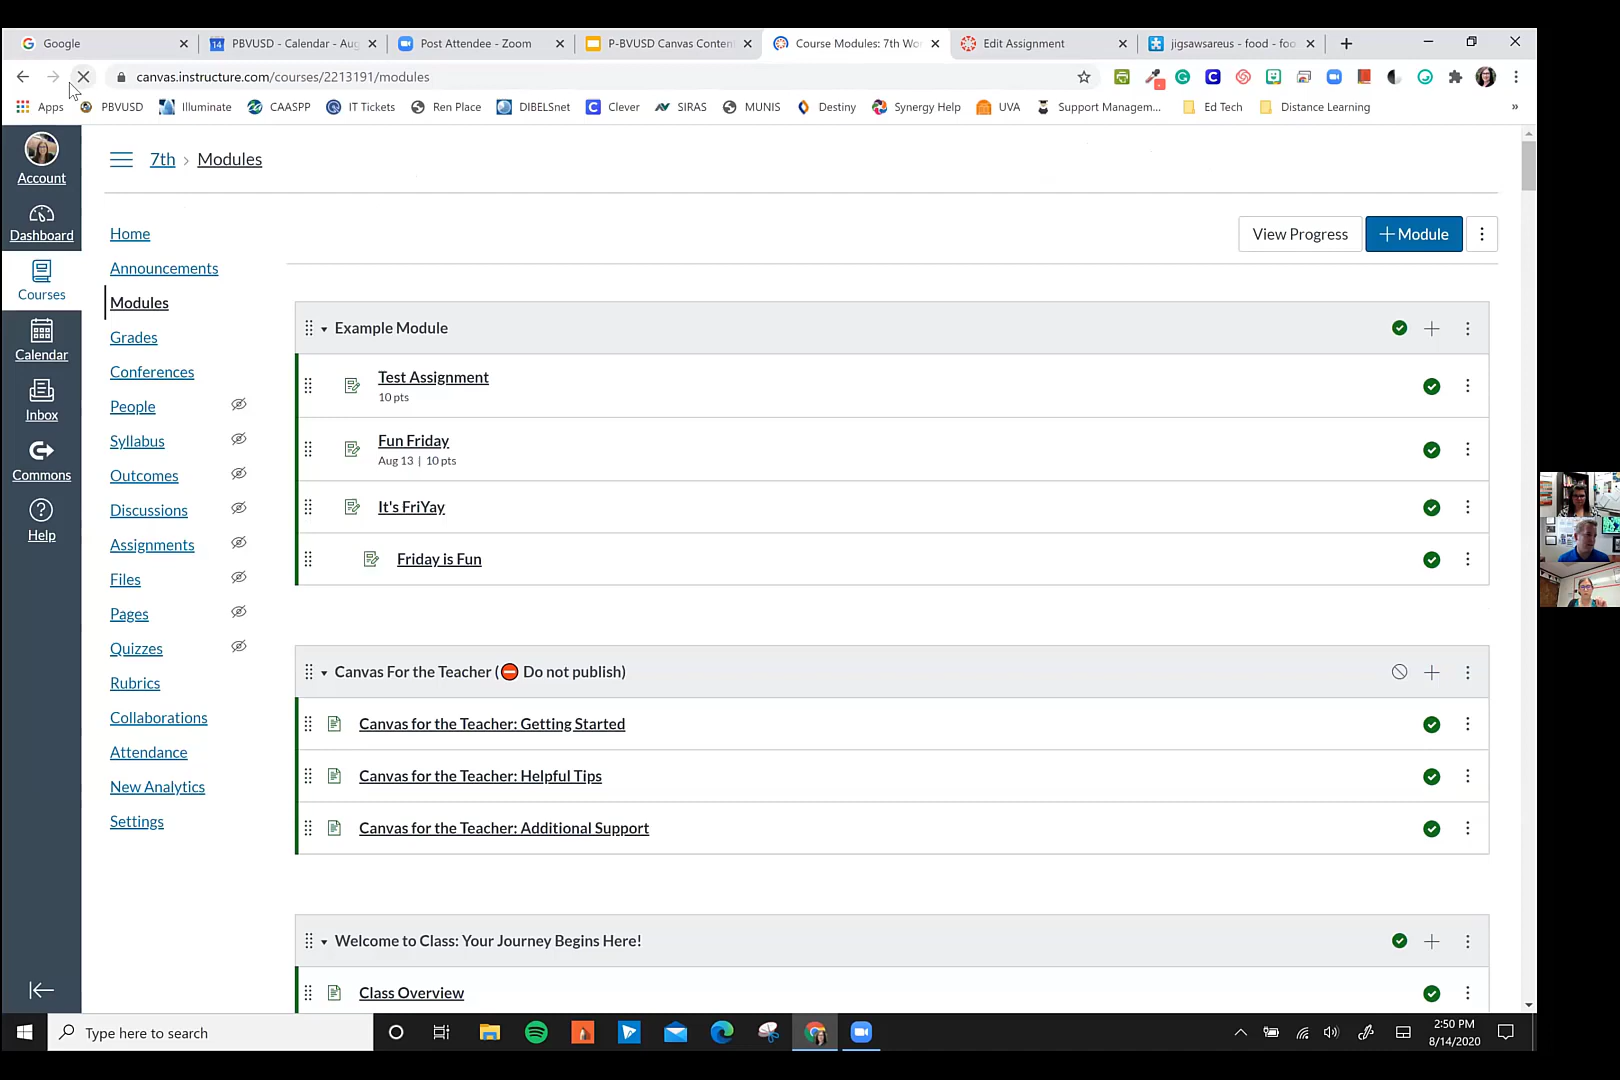 Google
PBVUSD - Calendar - Aug
Post Attendee - Zoom
P-BVUSD Canvas Conten
Course Modules: 7th Wo
Edit Assignment
jigsawsareus - food - foo
canvas.instructure.com/courses/2213191/modules
Apps
PBVUSD
Illuminate
CAASPP
IT Tickets
Ren Place
DIBELSnet
Clever
SIRAS
MUNIS
Destiny
Synergy Help
UVA
Support Managem...
Ed Tech
Distance Learning
»
Account
Dashboard
Courses
Calendar
Inbox
Commons
Help
7th › Modules
Home
Announcements
Modules
Grades
Conferences
People
Syllabus
Outcomes
Discussions
Assignments
Files
Pages
Quizzes
Rubrics
Collaborations
Attendance
New Analytics
Settings
View Progress
+ Module
Example Module
Test Assignment
10 pts
Fun Friday
Aug 13 | 10 pts
It's FriYay
Friday is Fun
Canvas For the Teacher (⛔ Do not publish)
Canvas for the Teacher: Getting Started
Canvas for the Teacher: Helpful Tips
Canvas for the Teacher: Additional Support
Welcome to Class: Your Journey Begins Here!
Class Overview
Type here to search
2:50 PM
8/14/2020